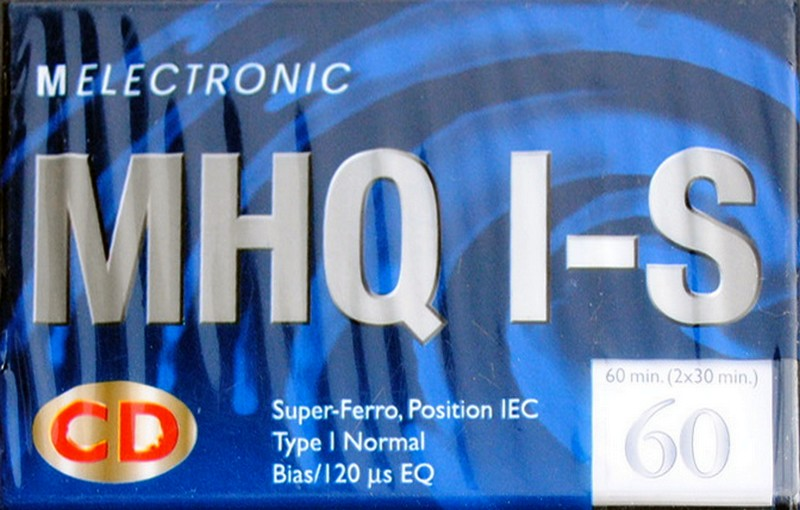 MELECTRONIC
MHQ I-S
CD
Super-Ferro, Position IEC
Type I Normal
Bias/120 µs EQ
60 min. (2x30 min.)
60